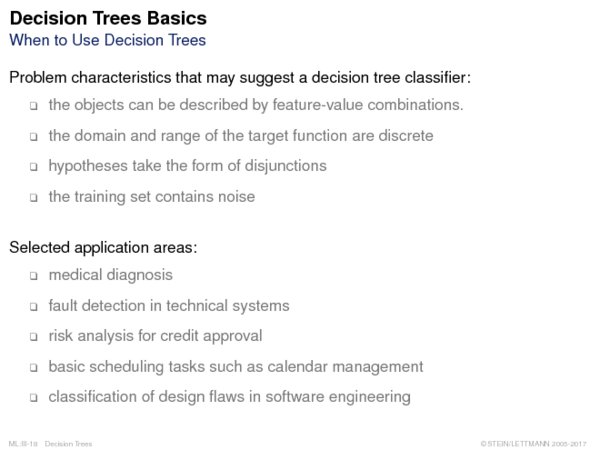 Decision Trees Basics
When to Use Decision Trees
Problem characteristics that may suggest a decision tree classifier:
❑ the objects can be described by feature-value combinations.
❑ the domain and range of the target function are discrete
❑ hypotheses take the form of disjunctions
❑ the training set contains noise
Selected application areas:
❑ medical diagnosis
❑ fault detection in technical systems
❑ risk analysis for credit approval
❑ basic scheduling tasks such as calendar management
❑ classification of design flaws in software engineering
ML:III-16 Decision Trees © STEIN/LETTMANN 2005-2017